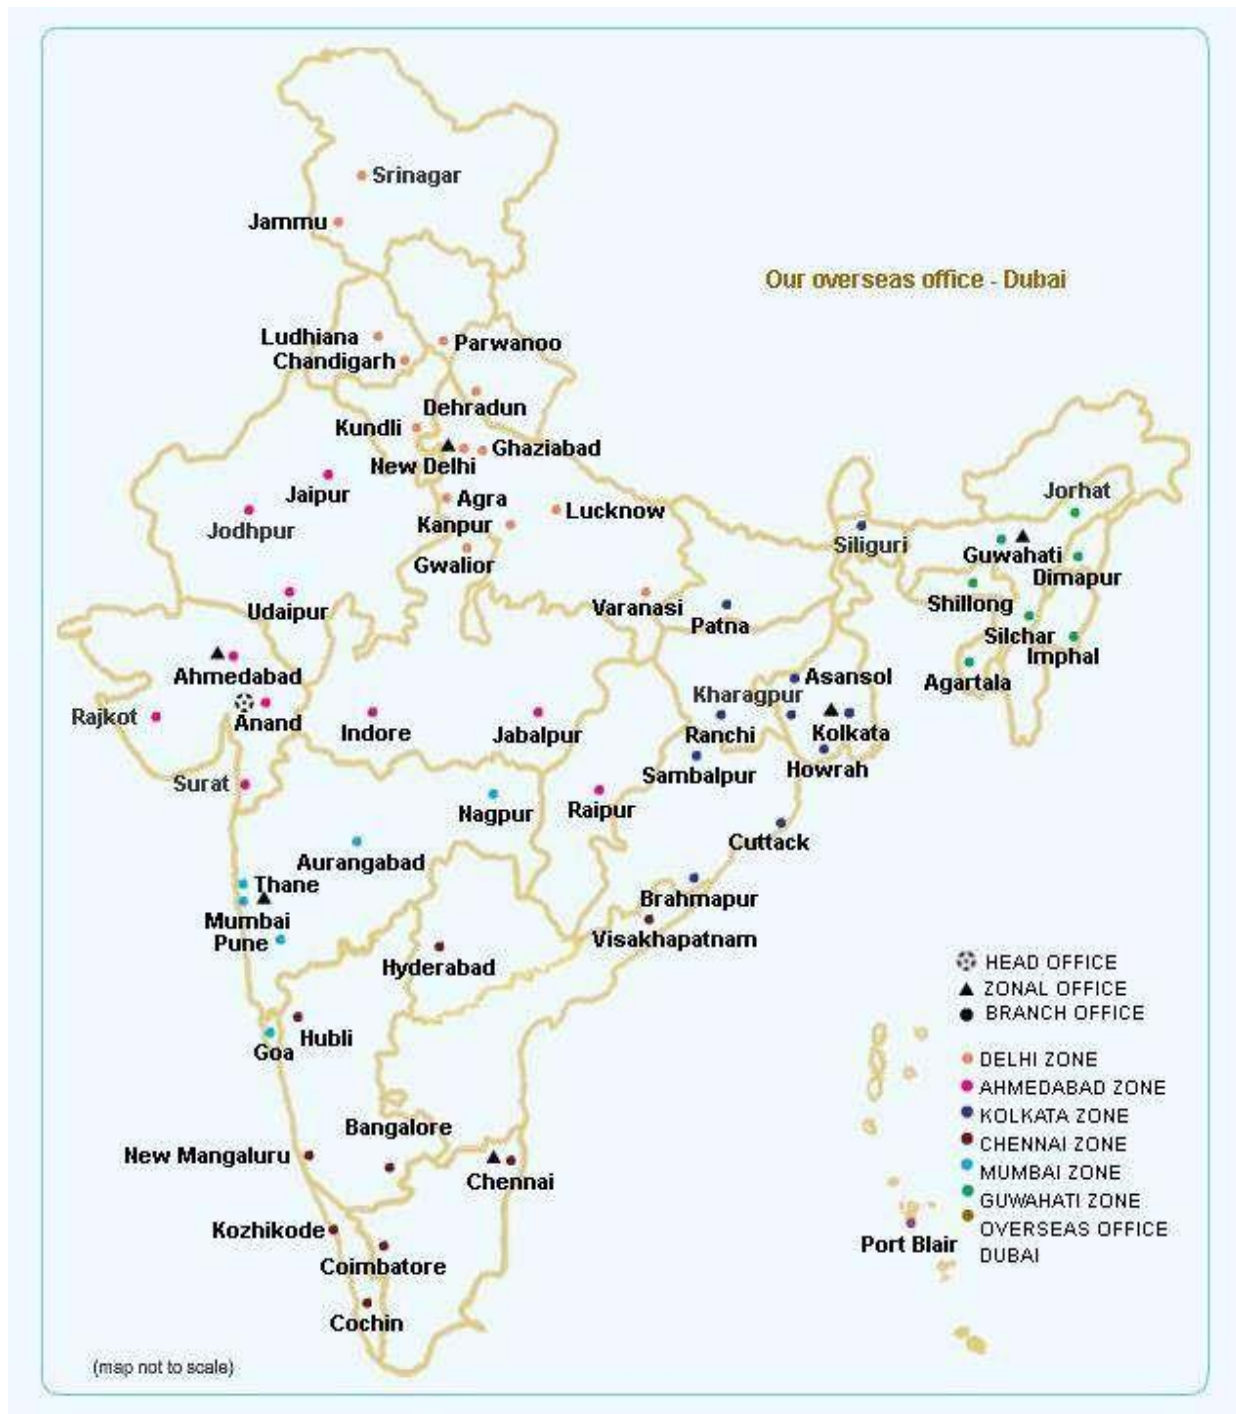 Srinagar
Jammu
Our overseas office - Dubai
Ludhiana
Parwanoo
Chandigarh
Dehradun
Kundli
Ghaziabad
New Delhi
Jaipur
Agra
Jorhat
Lucknow
Jodhpur
Kanpur
Siliguri
Guwahati
Gwalior
Dimapur
Udaipur
Varanasi
Shillong
Patna
Silchar
Imphal
Ahmedabad
Asansol
Agartala
Kharagpur
Rajkot
Anand
Indore
Jabalpur
Ranchi
Kolkata
Sambalpur
Howrah
Surat
Nagpur
Raipur
Cuttack
Aurangabad
Thane
Brahmapur
Mumbai
Pune
Visakhapatnam
Hyderabad
HEAD OFFICE
ZONAL OFFICE
BRANCH OFFICE
Hubli
Goa
DELHI ZONE
AHMEDABAD ZONE
KOLKATA ZONE
Bangalore
CHENNAI ZONE
New Mangaluru
MUMBAI ZONE
Chennai
GUWAHATI ZONE
Kozhikode
OVERSEAS OFFICE
Port Blair
DUBAI
Coimbatore
Cochin
(map not to scale)